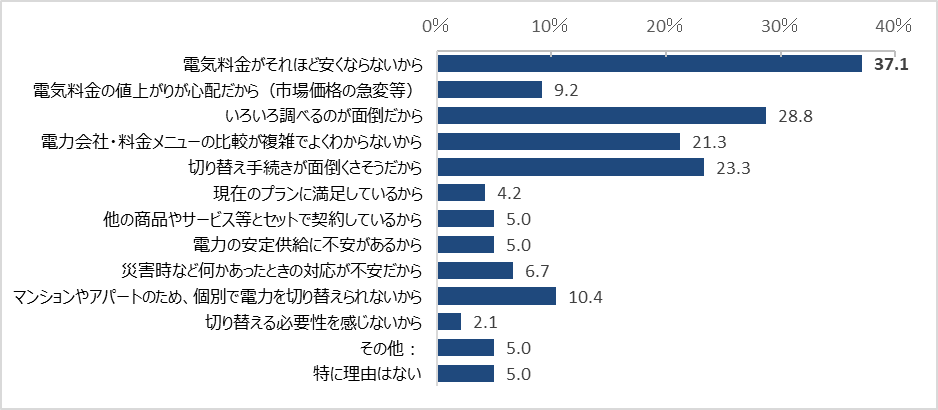 0% 10% 20% 30% 40%
電気料金がそれほど安くならないから 37.1
電気料金の値上がりが心配だから（市場価格の急変等） 9.2
いろいろ調べるのが面倒だから 28.8
電力会社・料金メニューの比較が複雑でよくわからないから 21.3
切り替え手続きが面倒くさそうだから 23.3
現在のプランに満足しているから 4.2
他の商品やサービス等とセットで契約しているから 5.0
電力の安定供給に不安があるから 5.0
災害時など何かあったときの対応が不安だから 6.7
マンションやアパートのため、個別で電力を切り替えられないから 10.4
切り替える必要性を感じないから 2.1
その他： 5.0
特に理由はない 5.0